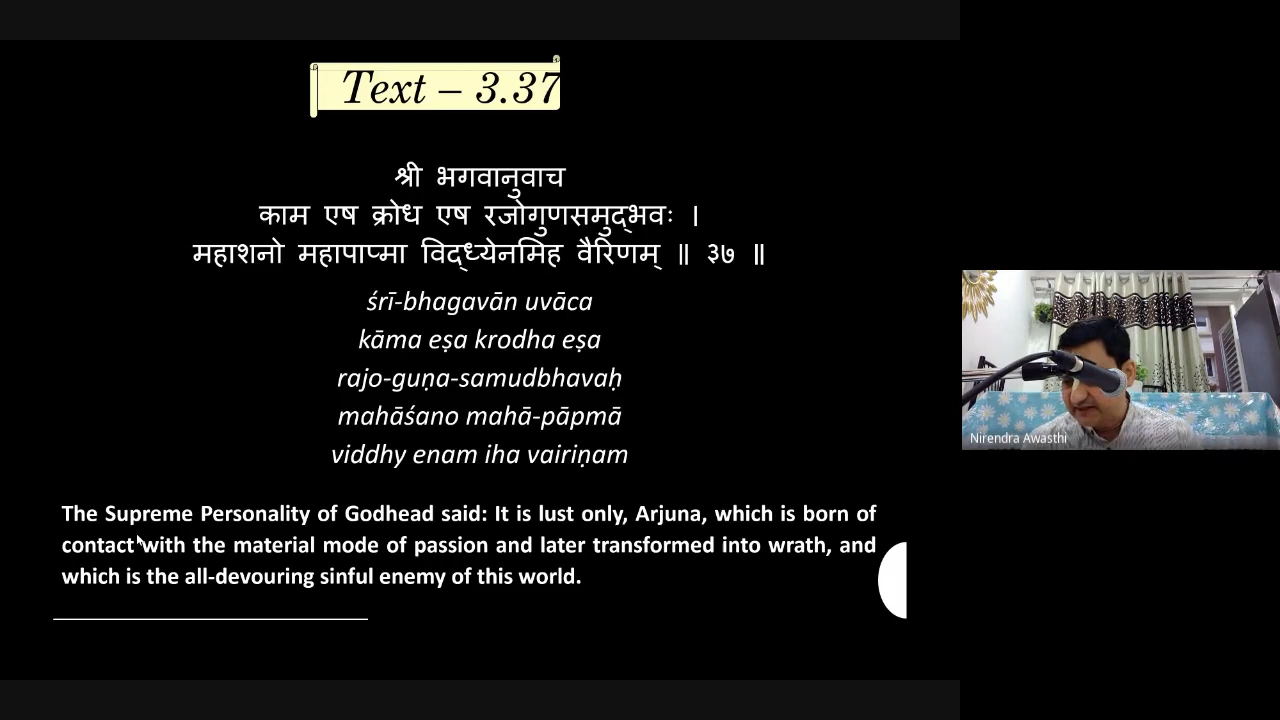 Text – 3.37
श्री भगवानुवाच
काम एष क्रोध एष रजोगुणसमुद्भवः ।
महाशनो महापाप्मा विद्ध्येनमिह वैरिणम् ॥ ३७ ॥
śrī-bhagavān uvāca
kāma eṣa krodha eṣa
rajo-guṇa-samudbhavaḥ
mahāśano mahā-pāpmā
viddhy enam iha vairiṇam
The Supreme Personality of Godhead said: It is lust only, Arjuna, which is born of
contact with the material mode of passion and later transformed into wrath, and
which is the all-devouring sinful enemy of this world.
Nirendra Awasthi